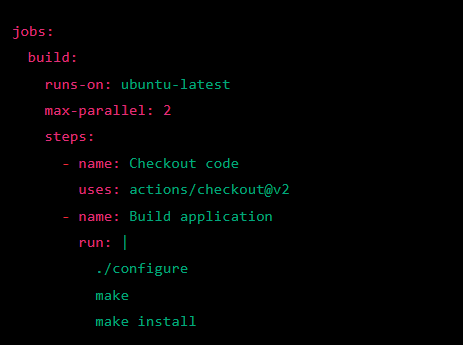 jobs:
build:
runs-on: ubuntu-latest
max-parallel: 2
steps:
- name: Checkout code
uses: actions/checkout@v2
- name: Build application
run: |
./configure
make
make install